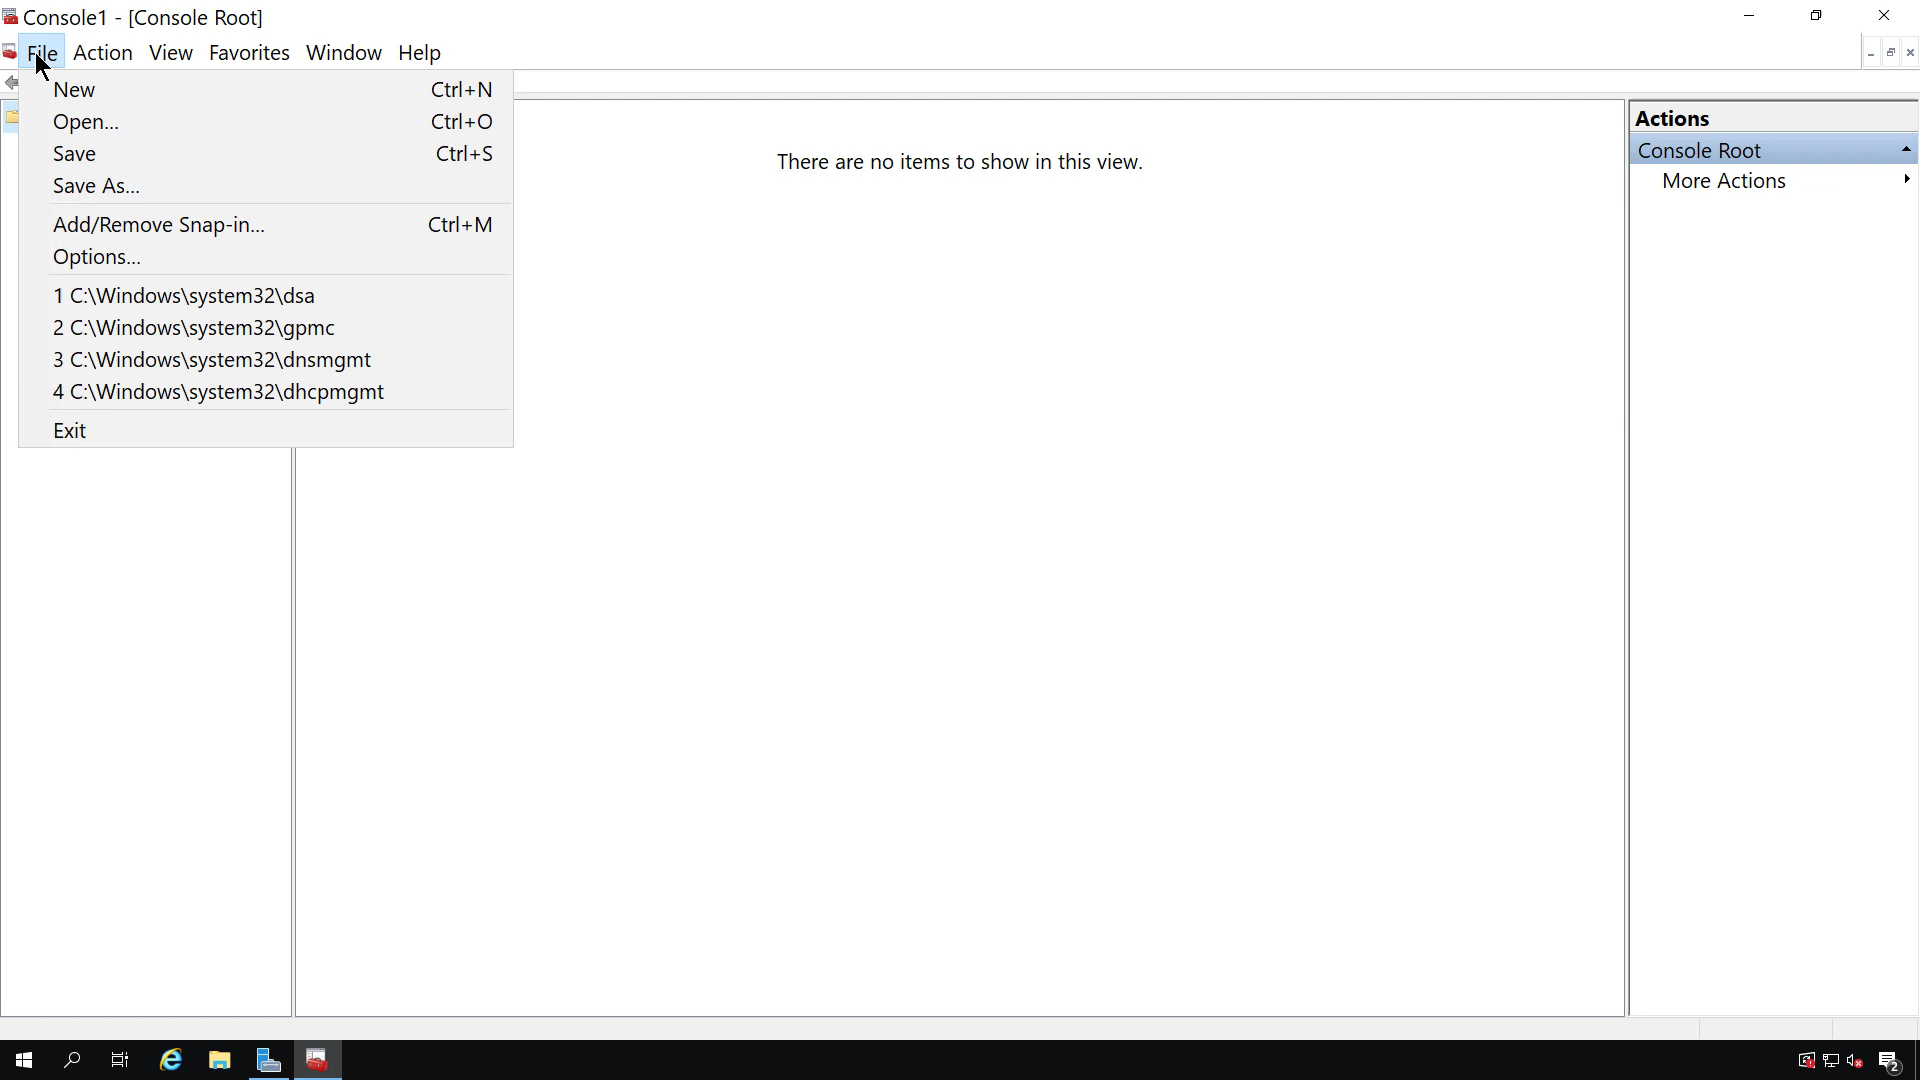 Console1 - [Console Root]
File Action View Favorites Window Help
New Ctrl+N
Open... Ctrl+O
Save Ctrl+S
Save As...
Add/Remove Snap-in... Ctrl+M
Options...
1 C:\Windows\system32\dsa
2 C:\Windows\system32\gpmc
3 C:\Windows\system32\dnsmgmt
4 C:\Windows\system32\dhcpmgmt
Exit
There are no items to show in this view.
Actions
Console Root
More Actions
2